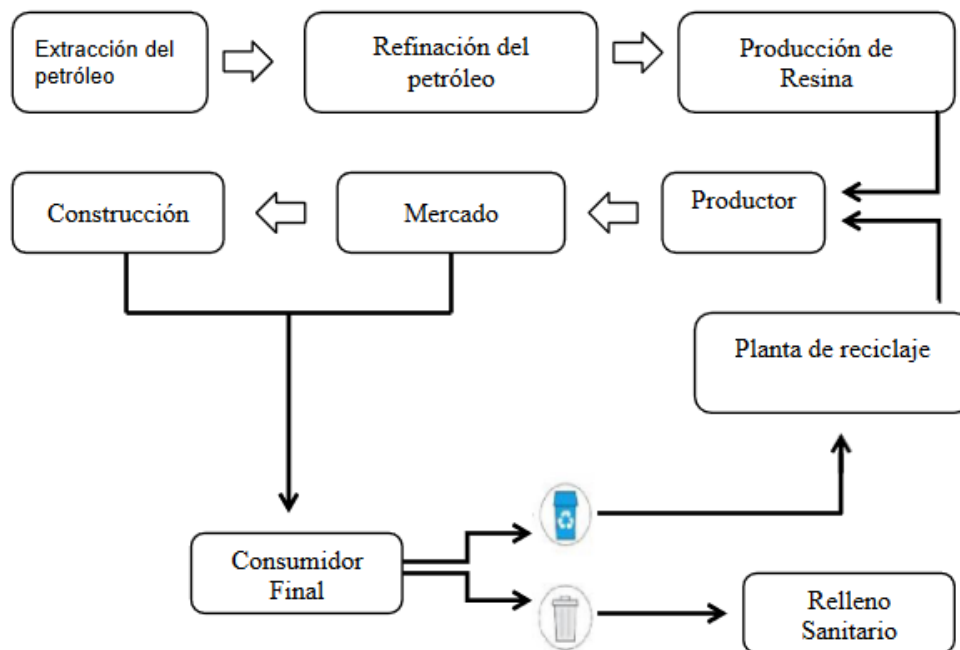 Extracción del
petróleo
Refinación del
petróleo
Producción de
Resina
Construcción
Mercado
Productor
Planta de reciclaje
Consumidor
Final
Relleno
Sanitario